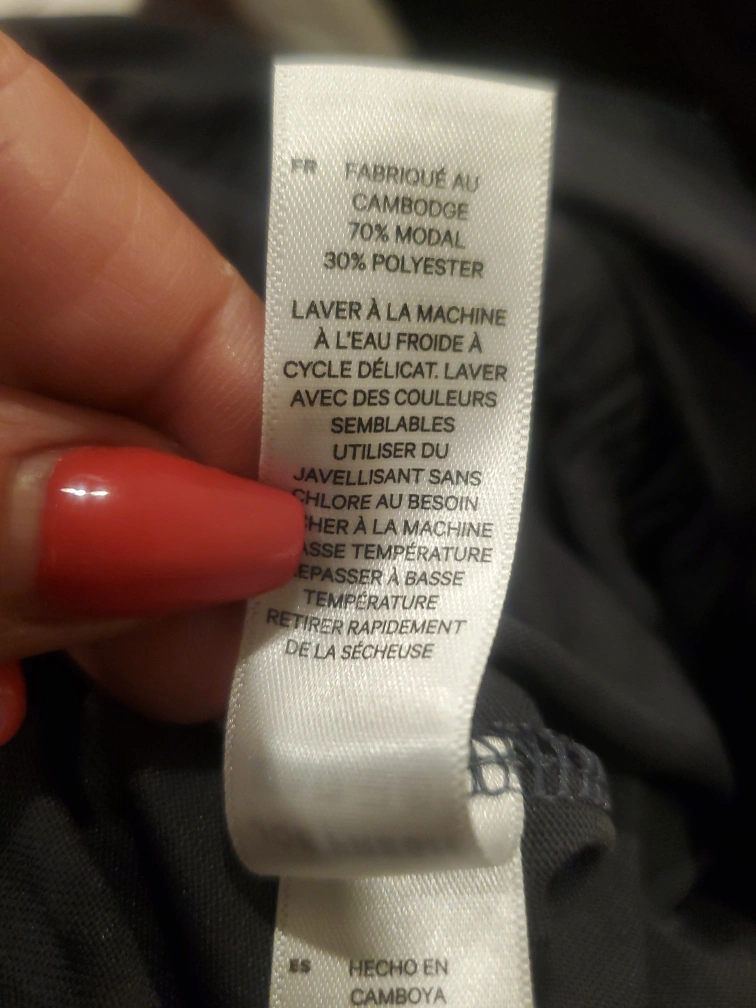 FR FABRIQUÉ AU
CAMBODGE
70% MODAL
30% POLYESTER
LAVER À LA MACHINE
À L'EAU FROIDE À
CYCLE DÉLICAT. LAVER
AVEC DES COULEURS
SEMBLABLES
UTILISER DU
JAVELLISANT SANS
CHLORE AU BESOIN
À LA MACHINE
TEMPÉRATURE
À BASSE
TEMPÉRATURE
RETIRER RAPIDEMENT
DE LA SÉCHEUSE
ES HECHO EN
CAMBOYA